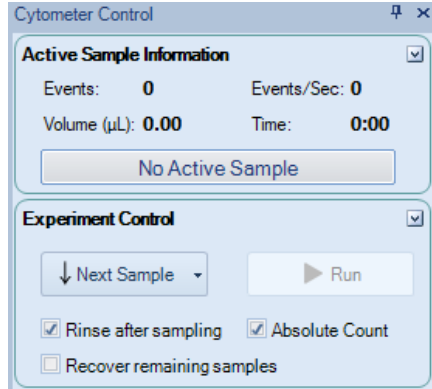 Cytometer Control
Active Sample Information
Events: 0 Events/Sec: 0
Volume (µL): 0.00 Time: 0:00
No Active Sample
Experiment Control
Next Sample Run
Rinse after sampling Absolute Count
Recover remaining samples